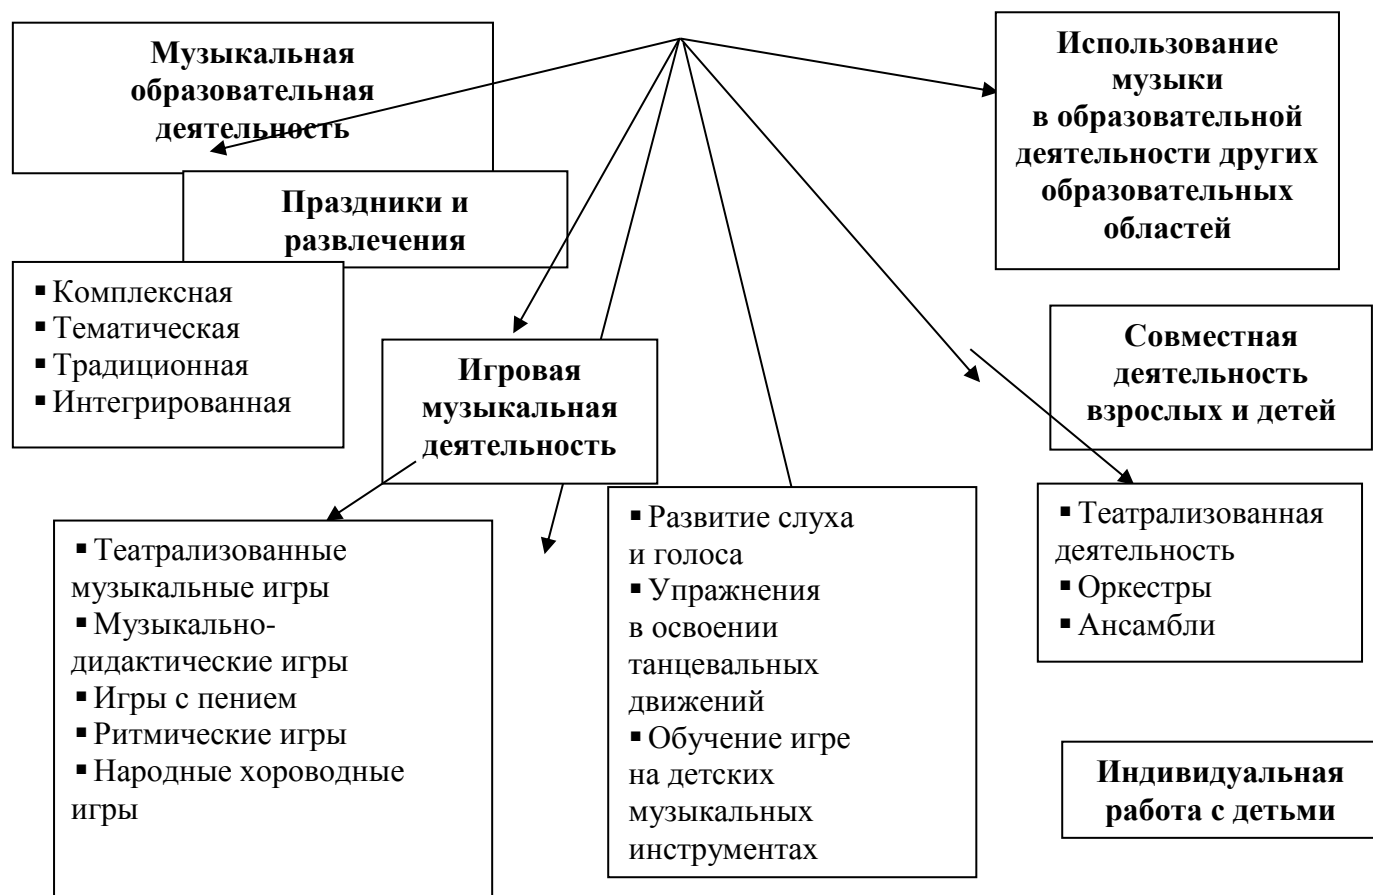 Музыкальная
образовательная
деятельность
Использование
музыки
в образовательной
деятельности других
образовательных
областей
Праздники и
развлечения
▪ Комплексная
▪ Тематическая
▪ Традиционная
▪ Интегрированная
Игровая
музыкальная
деятельность
Совместная
деятельность
взрослых и детей
▪ Театрализованные
музыкальные игры
▪ Музыкально-
дидактические игры
▪ Игры с пением
▪ Ритмические игры
▪ Народные хороводные
игры
▪ Развитие слуха
и голоса
▪ Упражнения
в освоении
танцевальных
движений
▪ Обучение игре
на детских
музыкальных
инструментах
▪ Театрализованная
деятельность
▪ Оркестры
▪ Ансамбли
Индивидуальная
работа с детьми